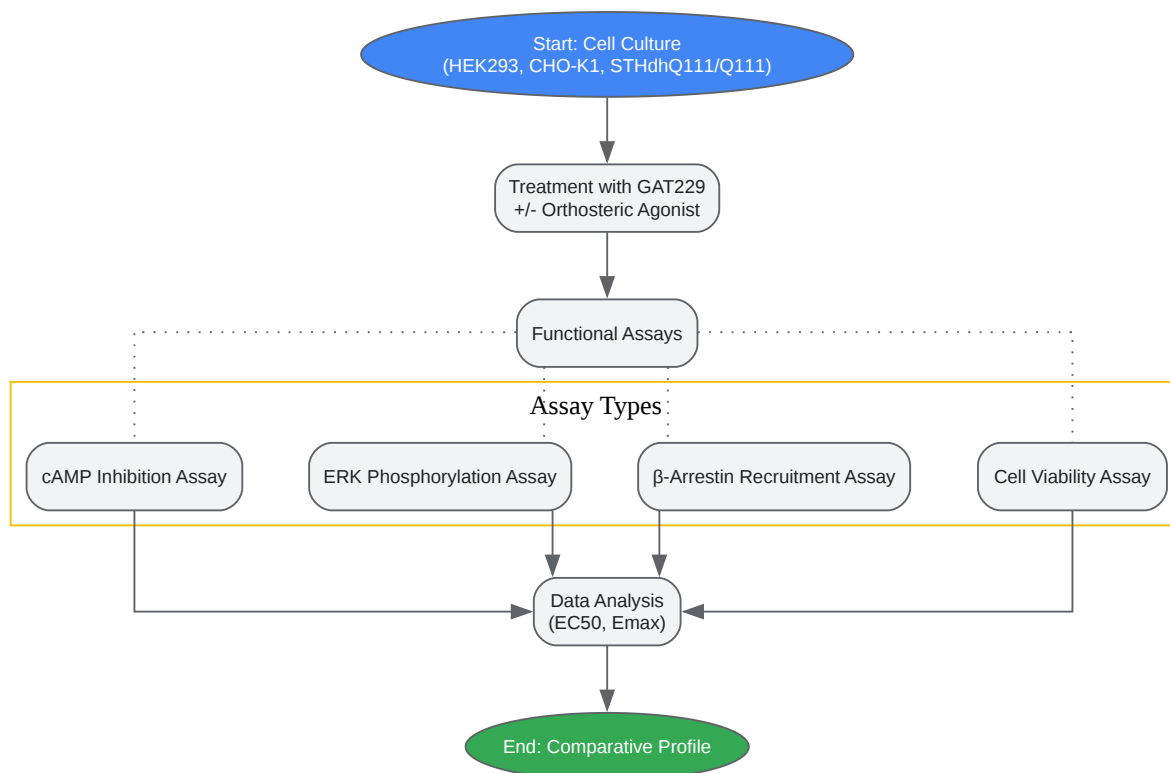 Start: Cell Culture
(HEK293, CHO-K1, STHdhQ111/Q111)
Treatment with GAT229
+/- Orthosteric Agonist
Functional Assays
Assay Types
cAMP Inhibition Assay
ERK Phosphorylation Assay
β-Arrestin Recruitment Assay
Cell Viability Assay
Data Analysis
(EC50, Emax)
End: Comparative Profile